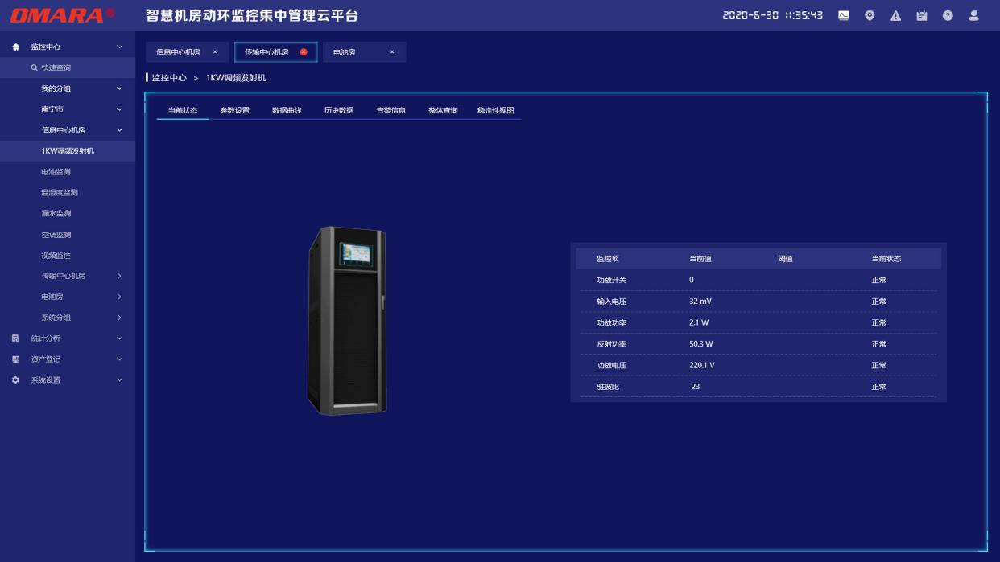 OMARA®
智慧机房动环监控集中管理云平台
2020-6-30 11:35:43
监控中心
快速查询
我的分组
南宁市
信息中心机房
1KW调频发射机
电池监测
温湿度监测
漏水监测
空调监测
视频监控
传输中心机房
电池房
系统分组
统计分析
资产登记
系统设置
信息中心机房 ×
传输中心机房
电池房 ×
监控中心 > 1KW调频发射机
当前状态 参数设置 数据曲线 历史数据 告警信息 整体查询 稳定性视图
监控项 当前值 阈值 当前状态
功放开关 0 正常
输入电压 32 mV 正常
功放功率 2.1 W 正常
反射功率 50.3 W 正常
功放电压 220.1 V 正常
驻波比 23 正常